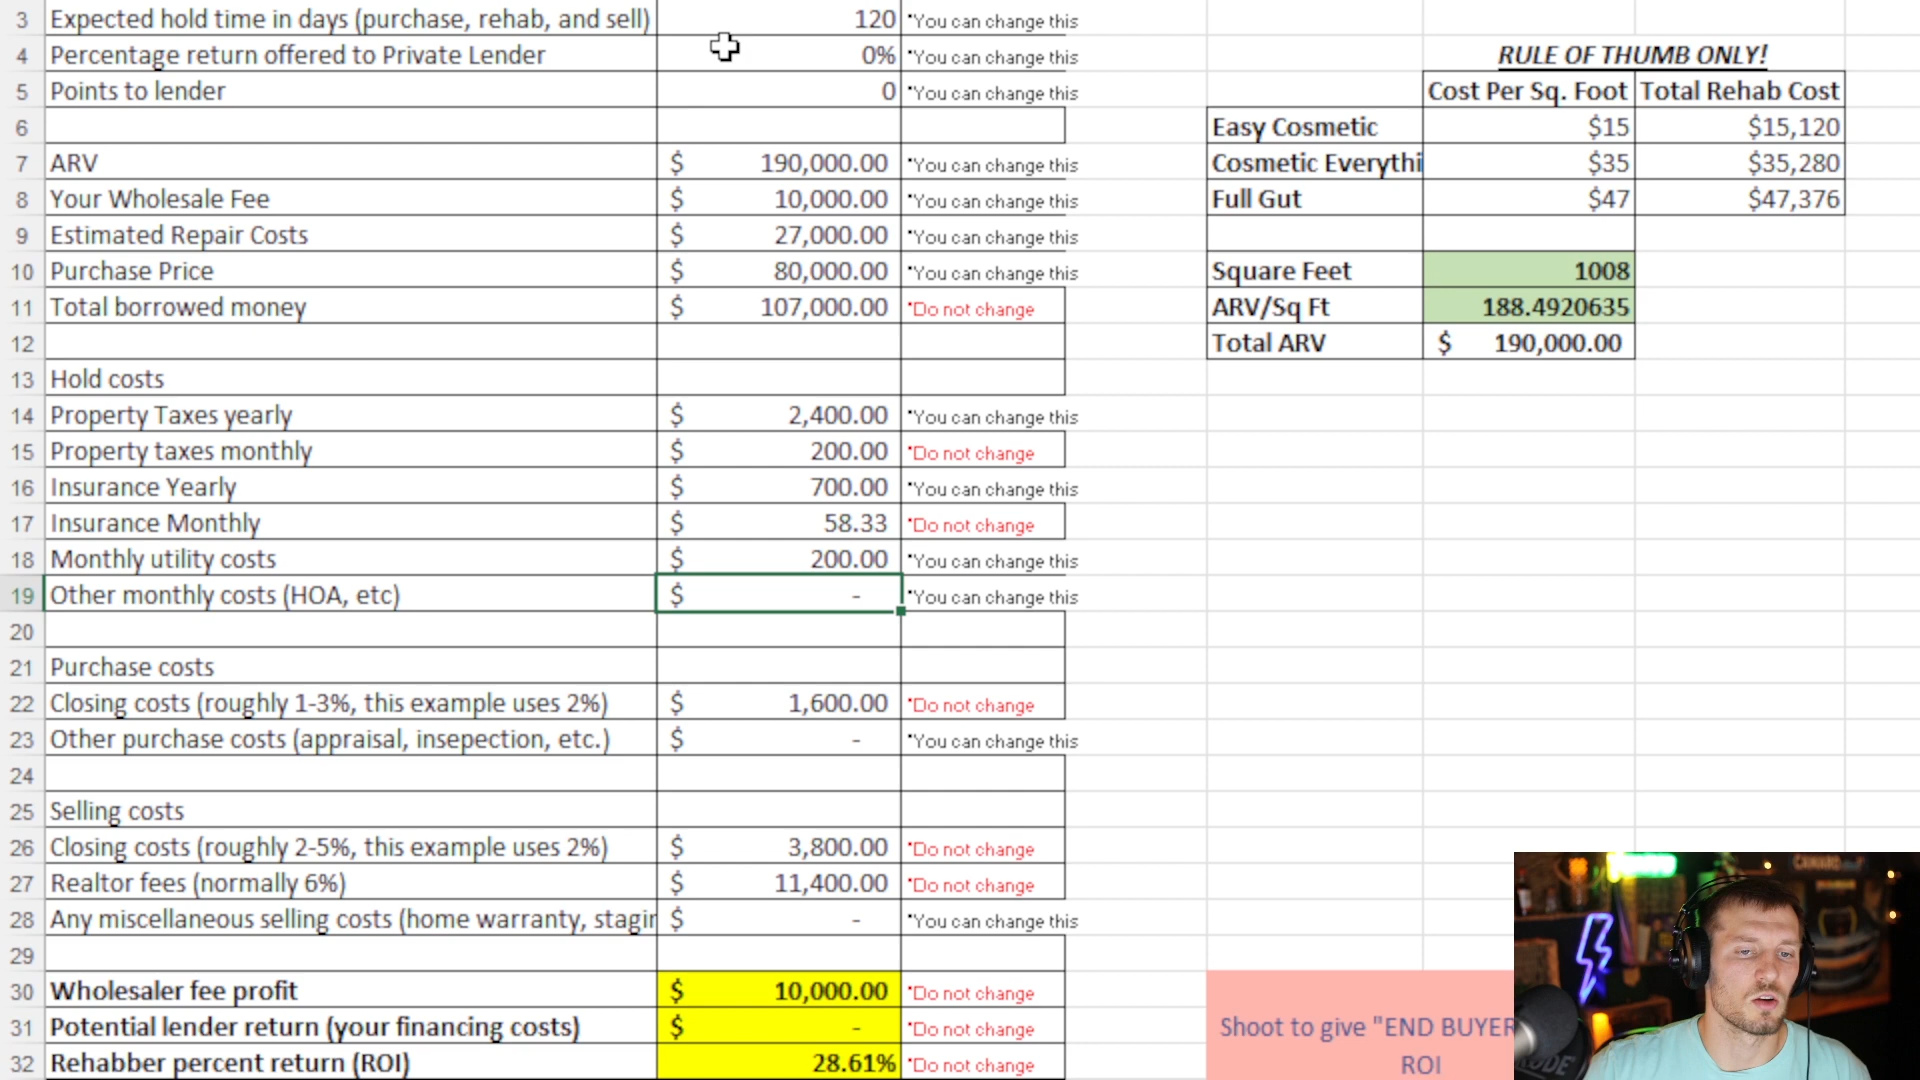 3 Expected hold time in days (purchase, rehab, and sell) 120 *You can change this
4 Percentage return offered to Private Lender 0% *You can change this RULE OF THUMB ONLY!
5 Points to lender 0 *You can change this Cost Per Sq. Foot Total Rehab Cost
6 Easy Cosmetic $15 $15,120
7 ARV $ 190,000.00 *You can change this Cosmetic Everythi $35 $35,280
8 Your Wholesale Fee $ 10,000.00 *You can change this Full Gut $47 $47,376
9 Estimated Repair Costs $ 27,000.00 *You can change this
10 Purchase Price $ 80,000.00 *You can change this Square Feet 1008
11 Total borrowed money $ 107,000.00 *Do not change ARV/Sq Ft 188.4920635
12 Total ARV $ 190,000.00
13 Hold costs
14 Property Taxes yearly $ 2,400.00 *You can change this
15 Property taxes monthly $ 200.00 *Do not change
16 Insurance Yearly $ 700.00 *You can change this
17 Insurance Monthly $ 58.33 *Do not change
18 Monthly utility costs $ 200.00 *You can change this
19 Other monthly costs (HOA, etc) $ - *You can change this
20
21 Purchase costs
22 Closing costs (roughly 1-3%, this example uses 2%) $ 1,600.00 *Do not change
23 Other purchase costs (appraisal, insepection, etc.) $ - *You can change this
24
25 Selling costs
26 Closing costs (roughly 2-5%, this example uses 2%) $ 3,800.00 *Do not change
27 Realtor fees (normally 6%) $ 11,400.00 *Do not change
28 Any miscellaneous selling costs (home warranty, stagin $ - *You can change this
29
30 Wholesaler fee profit $ 10,000.00 *Do not change
31 Potential lender return (your financing costs) $ - *Do not change Shoot to give "END BUYER
32 Rehabber percent return (ROI) 28.61% *Do not change ROI